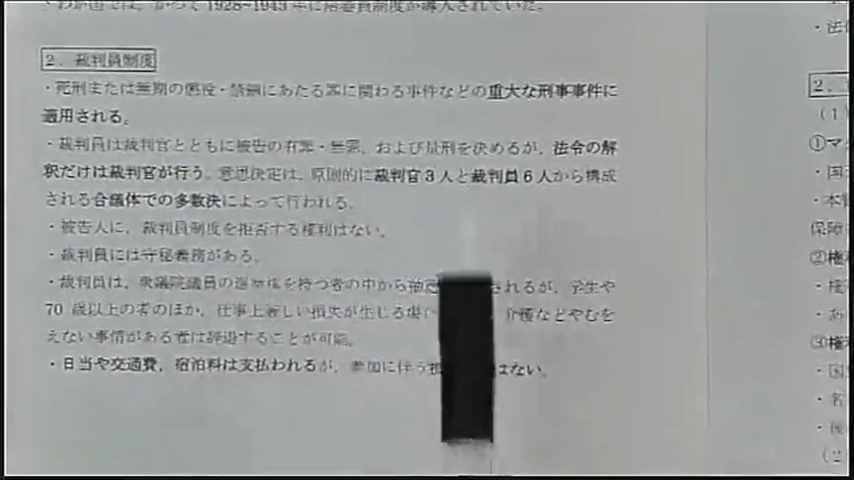 ・わが国では、かつて1928~1943年に陪審員制度が導入されていた。
2．裁判員制度
・死刑または無期の懲役・禁錮にあたる罪に関わる事件などの重大な刑事事件に
適用される。
・裁判員は裁判官とともに被告の有罪・無罪、および量刑を決めるが、法令の解
釈だけは裁判官が行う。意思決定は、原則的に裁判官3人と裁判員6人から構成
される合議体での多数決によって行われる。
・被告人に、裁判員制度を拒否する権利はない。
・裁判員には守秘義務がある。
・裁判員は、衆議院議員の選挙権を持つ者の中から されるが、学生や
70歳以上の者のほか、仕事上著しい損失が生じる場 介護などやむを
えない事情がある者は辞退することが可能。
・日当や交通費，宿泊料は支払われるが、参加に伴う はない。
・法
2．
（1）
①マ
・国
・本
保障
②権
・権
・あ
③権
・国
・名
（2）